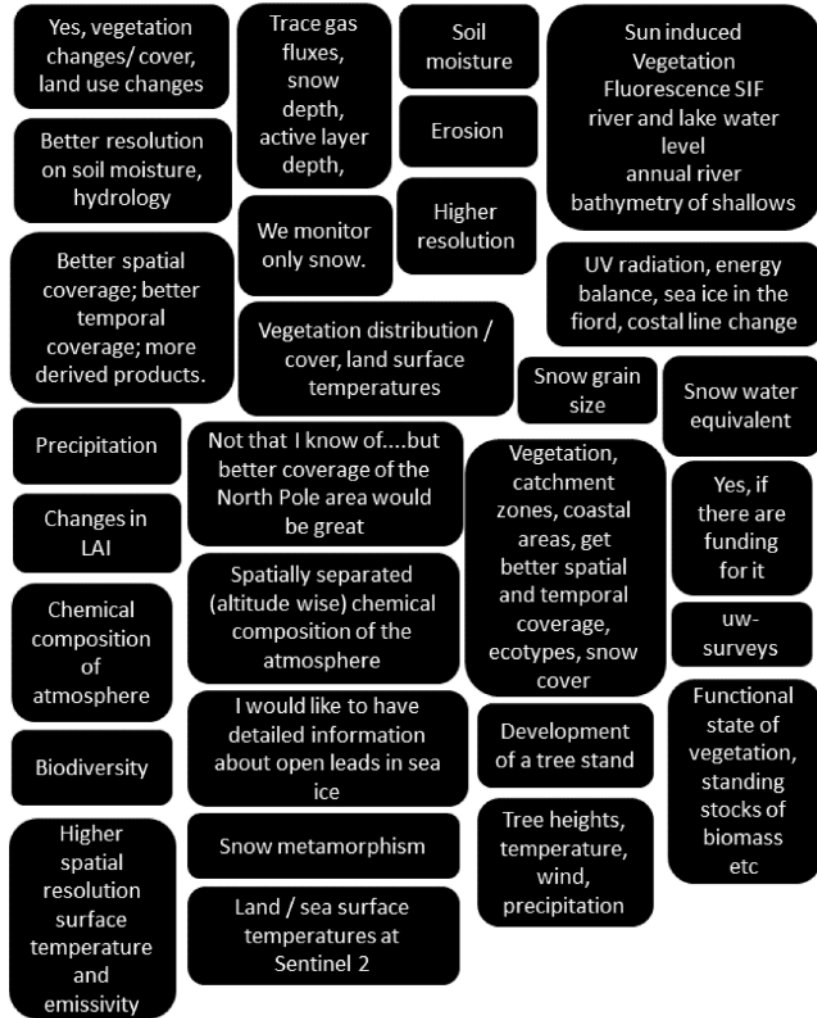 Yes, vegetation
changes/ cover,
land use changes
Trace gas
fluxes,
snow
depth,
active layer
depth,
Soil
moisture
Sun induced
Vegetation
Fluorescence SIF
river and lake water
level
annual river
bathymetry of shallows
Better resolution
on soil moisture,
hydrology
Erosion
We monitor
only snow.
Higher
resolution
Better spatial
coverage; better
temporal
coverage; more
derived products.
UV radiation, energy
balance, sea ice in the
fiord, costal line change
Vegetation distribution /
cover, land surface
temperatures
Snow grain
size
Snow water
equivalent
Precipitation
Not that I know of....but
better coverage of the
North Pole area would
be great
Vegetation,
catchment
zones, coastal
areas, get
better spatial
and temporal
coverage,
ecotypes, snow
cover
Yes, if
there are
funding
for it
Changes in
LAI
Spatially separated
(altitude wise) chemical
composition of the
atmosphere
Chemical
composition
of
atmosphere
uw-
surveys
I would like to have
detailed information
about open leads in sea
ice
Development
of a tree stand
Functional
state of
vegetation,
standing
stocks of
biomass
etc
Biodiversity
Snow metamorphism
Tree heights,
temperature,
wind,
precipitation
Higher
spatial
resolution
surface
temperature
and
emissivity
Land / sea surface
temperatures at
Sentinel 2